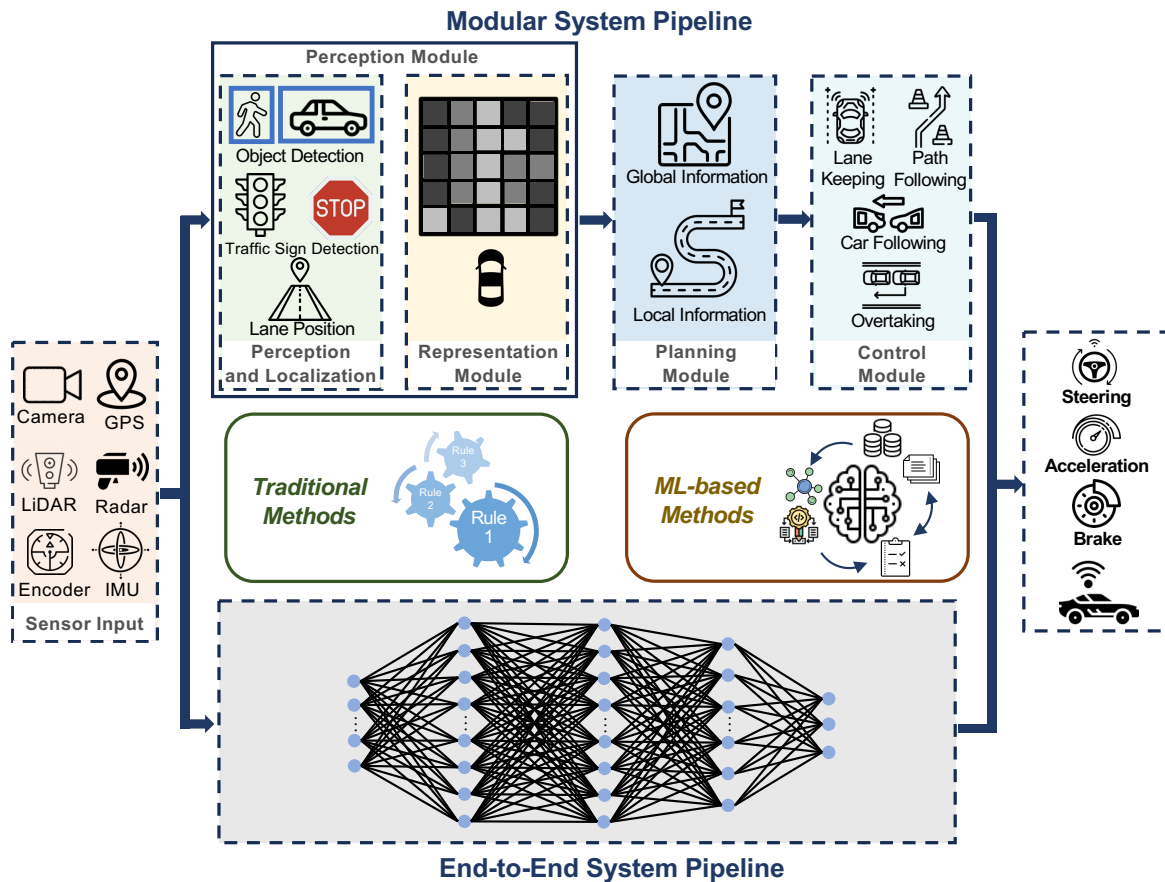 Modular System Pipeline
Perception Module
Object Detection
STOP
Traffic Sign Detection
Lane Position
Perception
and Localization
Representation
Module
Global Information
Local Information
Planning
Module
Lane
Keeping
Path
Following
Car Following
Overtaking
Control
Module
Camera
GPS
LiDAR
Radar
Encoder
IMU
Sensor Input
Traditional
Methods
Rule
3
Rule
2
Rule
1
ML-based
Methods
Steering
Acceleration
Brake
End-to-End System Pipeline